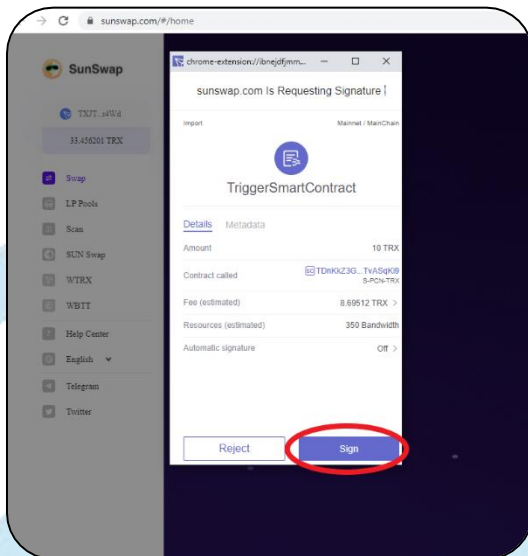 sunswap.com/#/home
SunSwap
TXJT...s4Wd
33.436201 TRX
Swap
LP Pools
Scan
SUN Swap
WTRX
WBTT
Help Center
English
Telegram
Twitter
chrome-extension://ibnejdfjmm...
sunswap.com Is Requesting Signature
Import Mainnet / MainChain
TriggerSmartContract
Details Metadata
Amount 10 TRX
Contract called TDnKkZ3G...TvASqKi9
S-PCN-TRX
Fee (estimated) 8.69512 TRX >
Resources (estimated) 350 Bandwidth
Automatic signature Off >
Reject Sign